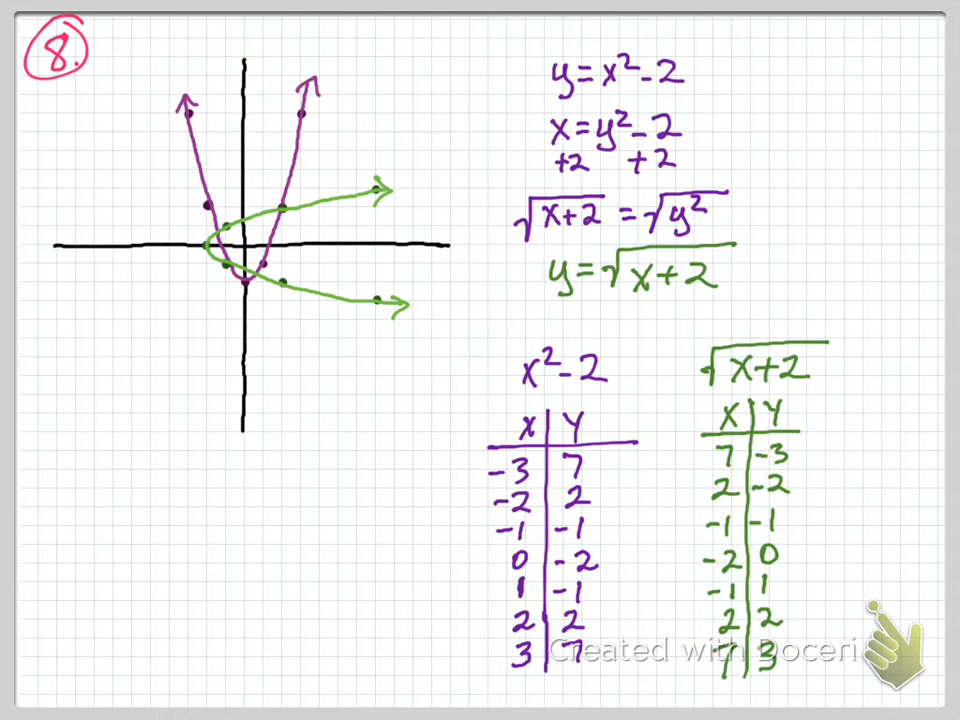 8.
y = x² - 2
x = y² - 2
+2 +2
√(x+2) = √(y²)
y = √(x+2)
x² - 2
x | y
-3 | 7
-2 | 2
-1 | -1
0 | -2
1 | -1
2 | 2
3 | 7
√(x+2)
x | y
7 | -3
2 | -2
-1 | -1
-2 | 0
-1 | 1
2 | 2
7 | 3
Created with Doceri